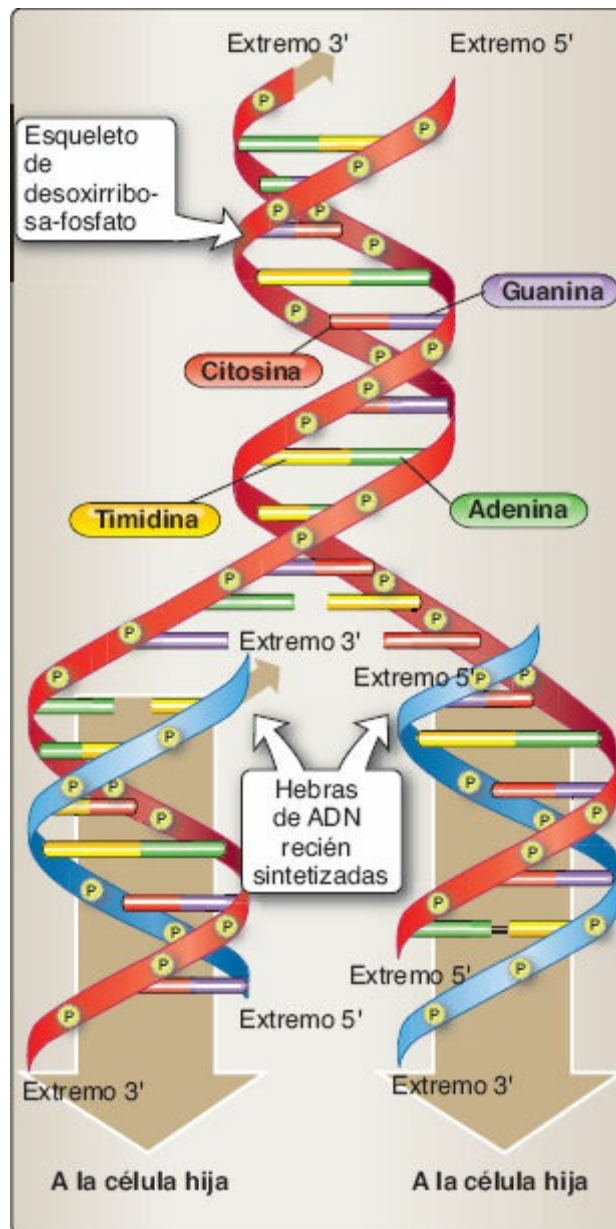 Extremo 3'
Extremo 5'
P
P
Esqueleto
de
desoxirribo-
sa-fosfato
P
P
P
P
P
Guanina
P
Citosina
P
P
P
P
Timidina
Adenina
P
P
P
P
P
P
Extremo 3'
P
Extremo 5'
P
P
P
P
P
P
Hebras
de ADN
recién
sintetizadas
P
P
P
P
P
P
P
P
P
P
P
P
P
Extremo 5'
Extremo 5'
P
P
Extremo 3'
Extremo 3'
A la célula hija
A la célula hija